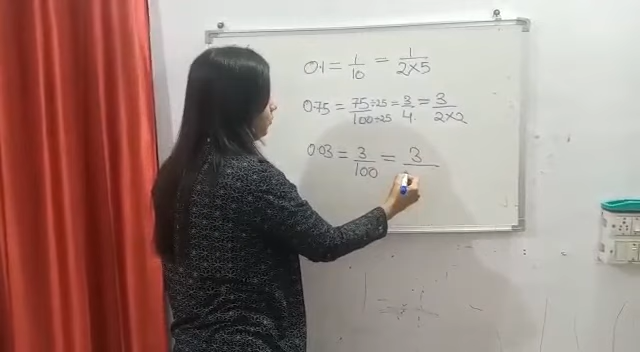 0.1 = 1/10 = 1/2×5
0.75 = 75÷25/100÷25 = 3/4 = 3/2×2
0.03 = 3/100 = 3/